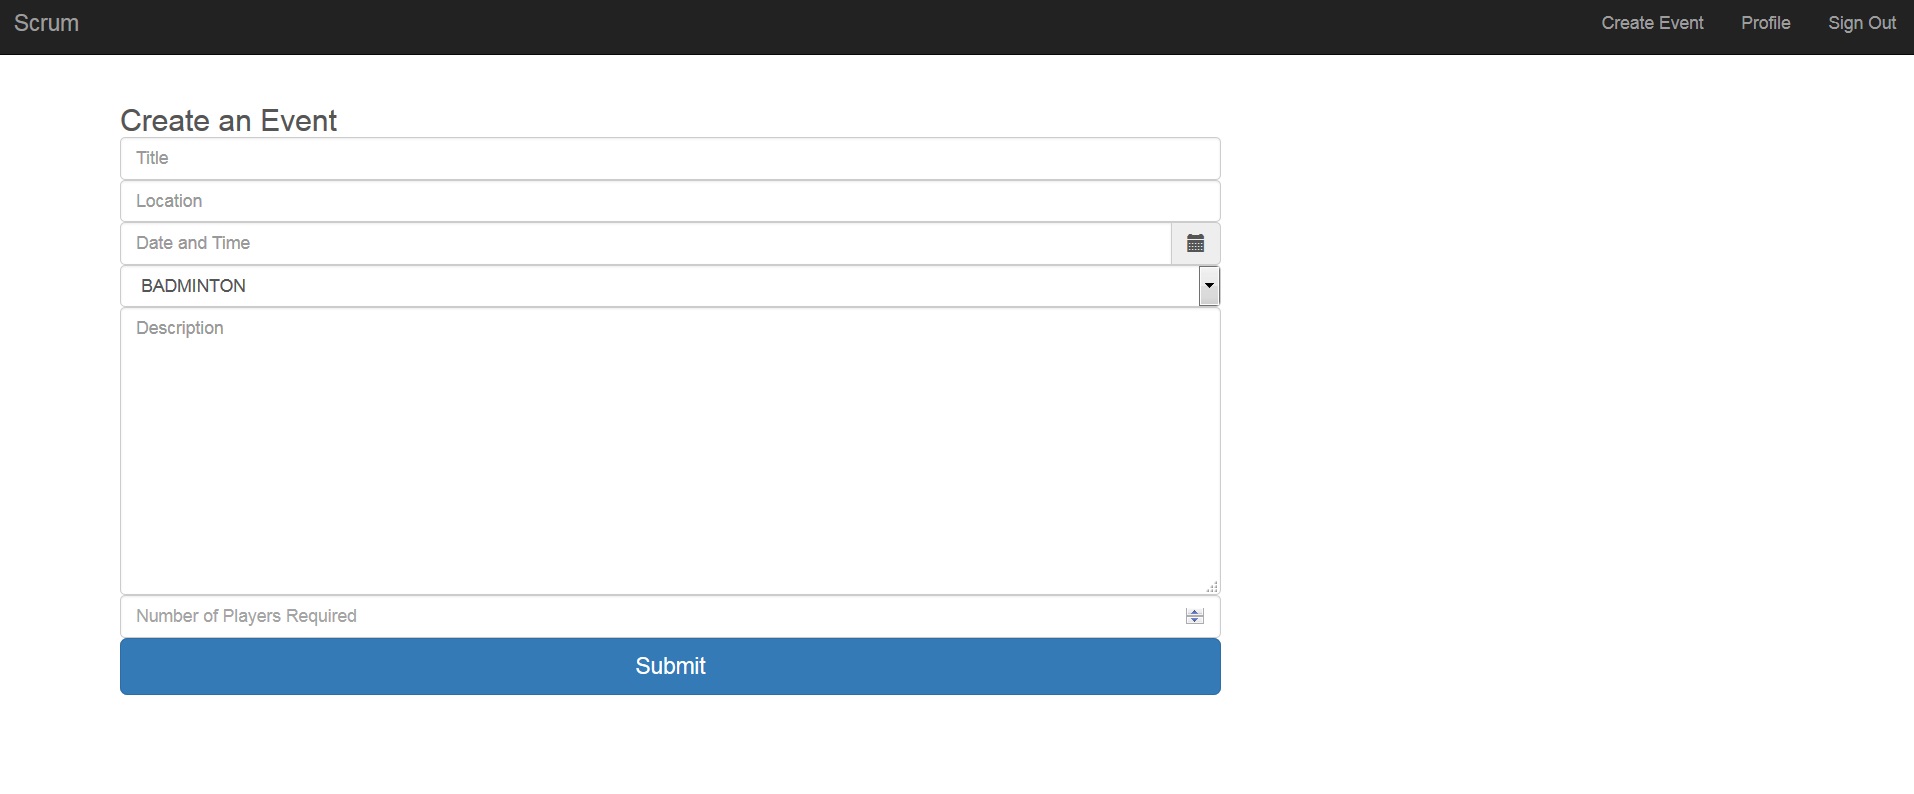 Scrum
Create Event
Profile
Sign Out
Create an Event
Title
Location
Date and Time
BADMINTON
Description
Number of Players Required
Submit